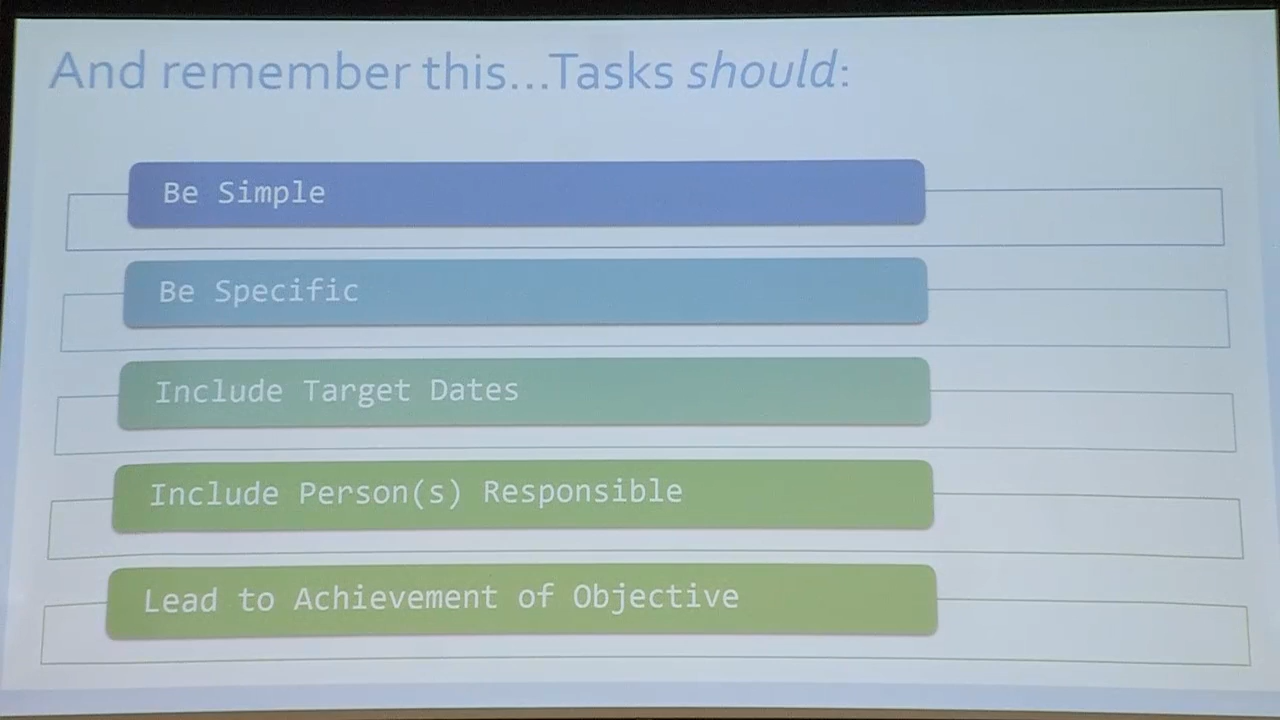 And remember this...Tasks should:
Be Simple
Be Specific
Include Target Dates
Include Person(s) Responsible
Lead to Achievement of Objective